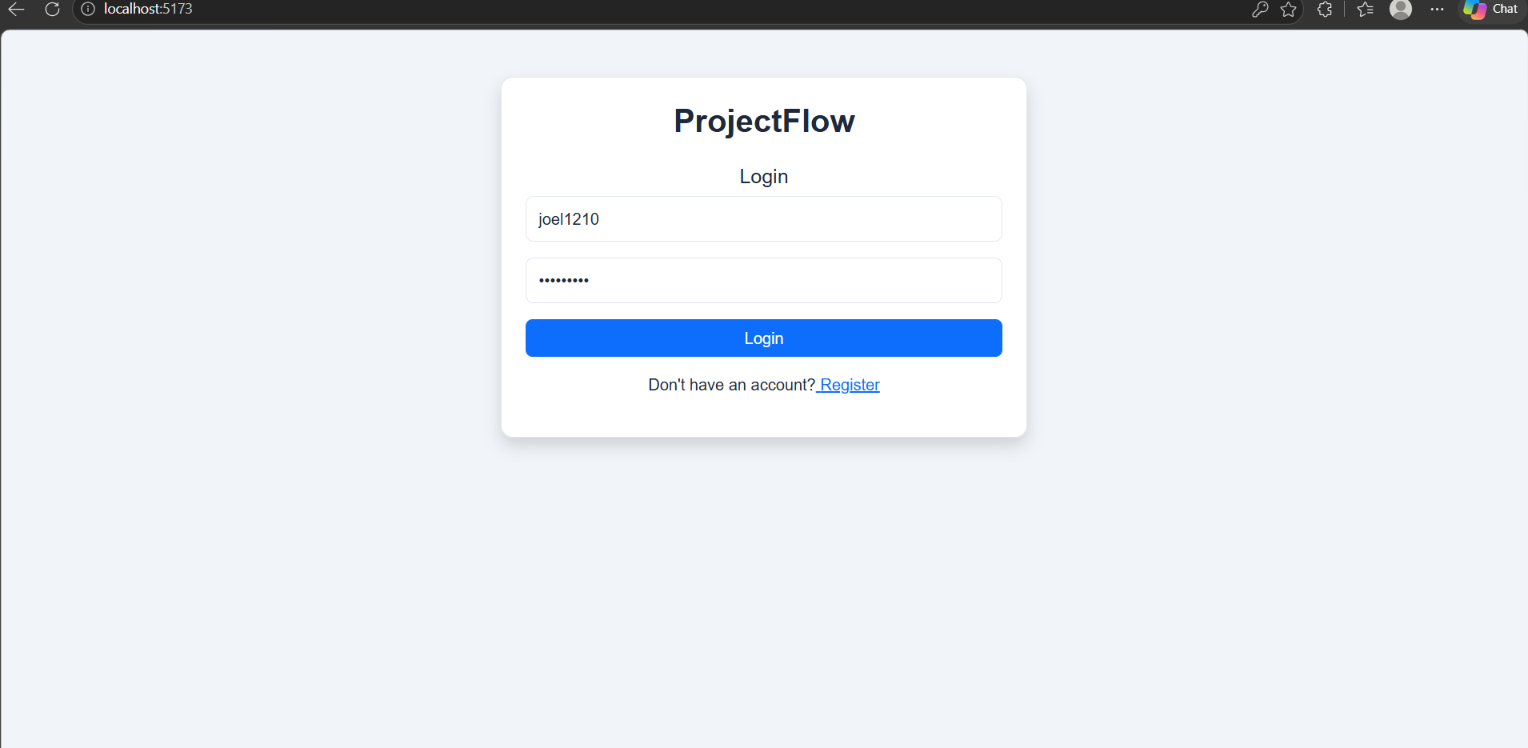 localhost:5173
Chat
ProjectFlow
Login
joel1210
•••••••••
Login
Don't have an account? Register